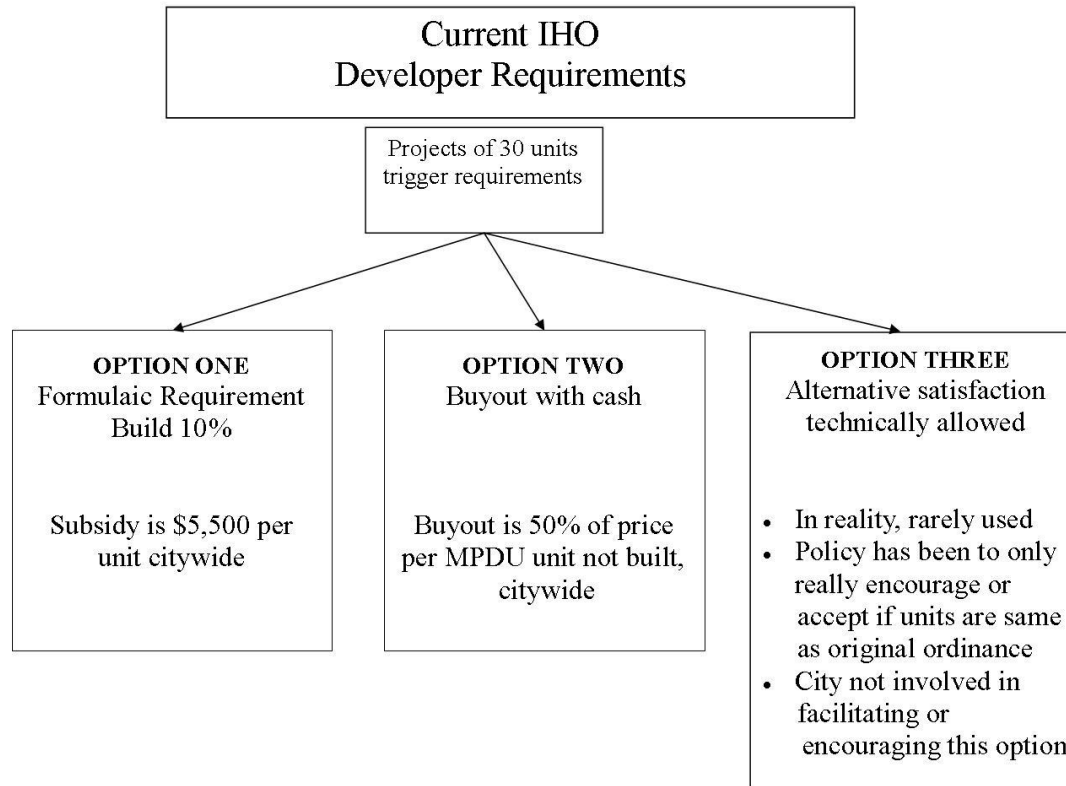 Current IHO
Developer Requirements
Projects of 30 units
trigger requirements
OPTION ONE
Formulaic Requirement
Build 10%
Subsidy is $5,500 per
unit citywide
OPTION TWO
Buyout with cash
Buyout is 50% of price
per MPDU unit not built,
citywide
OPTION THREE
Alternative satisfaction
technically allowed
• In reality, rarely used
• Policy has been to only
really encourage or
accept if units are same
as original ordinance
• City not involved in
facilitating or
encouraging this option